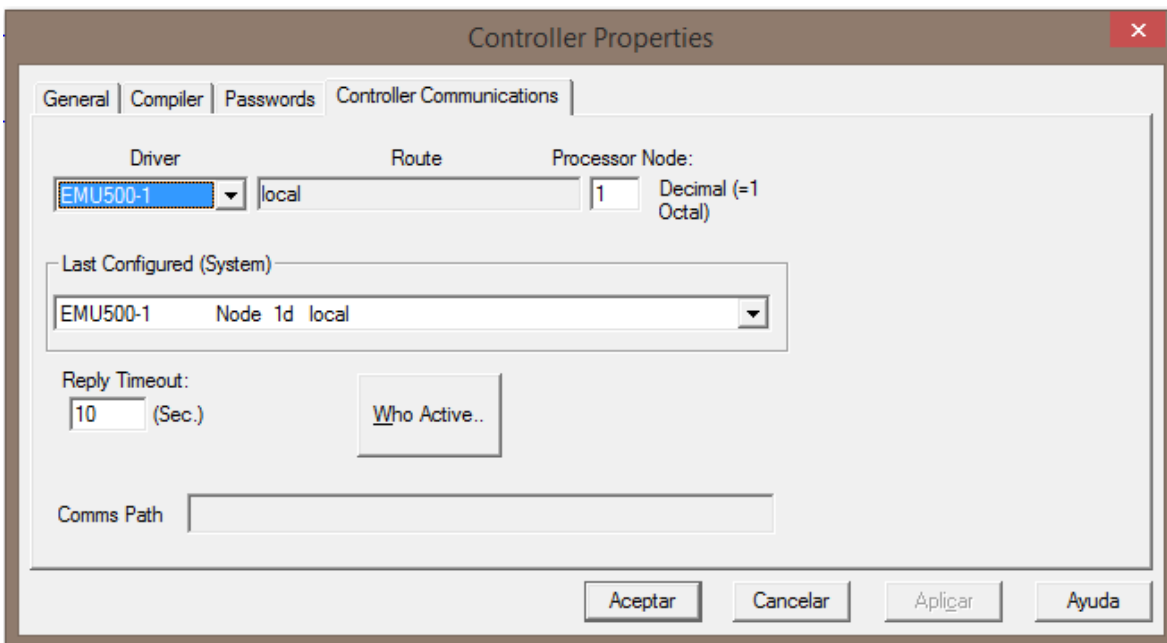 Controller Properties
General Compiler Passwords Controller Communications
Driver Route Processor Node:
EMU500-1 local 1 Decimal (=1
Octal)
Last Configured (System)
EMU500-1 Node 1d local
Reply Timeout:
10 (Sec.) Who Active..
Comms Path
Aceptar Cancelar Aplicar Ayuda